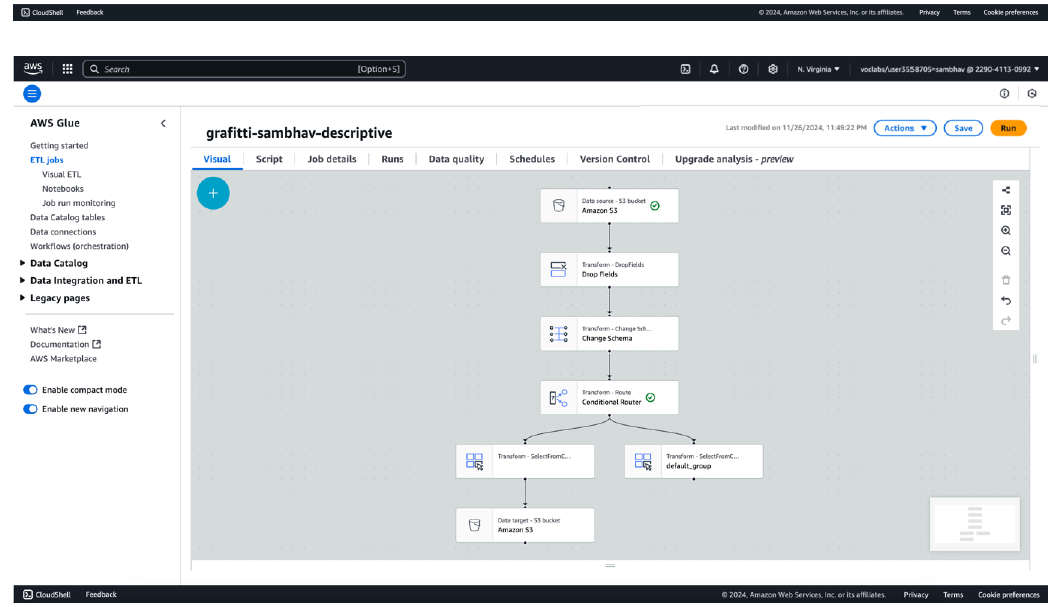 CloudShell Feedback © 2024, Amazon Web Services, Inc. or its affiliates. Privacy Terms Cookie preferences
aws Search [Option+S] N. Virginia ▼ voclabs/user3558705=sambhav @ 2290-4113-0992 ▼
AWS Glue
Getting started
ETL jobs
Visual ETL
Notebooks
Job run monitoring
Data Catalog tables
Data connections
Workflows (orchestration)
Data Catalog
Data Integration and ETL
Legacy pages
What's New
Documentation
AWS Marketplace
Enable compact mode
Enable new navigation
grafitti-sambhav-descriptive
Last modified on 11/26/2024, 11:49:22 PM Actions ▼ Save Run
Visual Script Job details Runs Data quality Schedules Version Control Upgrade analysis - preview
Data source - S3 bucket
Amazon S3
Transform - DropFields
Drop Fields
Transform - Change Sch...
Change Schema
Transform - Route
Conditional Router
Transform - SelectFromC...
Transform - SelectFromC...
default_group
Data target - S3 bucket
Amazon S3
CloudShell Feedback © 2024, Amazon Web Services, Inc. or its affiliates. Privacy Terms Cookie preferences